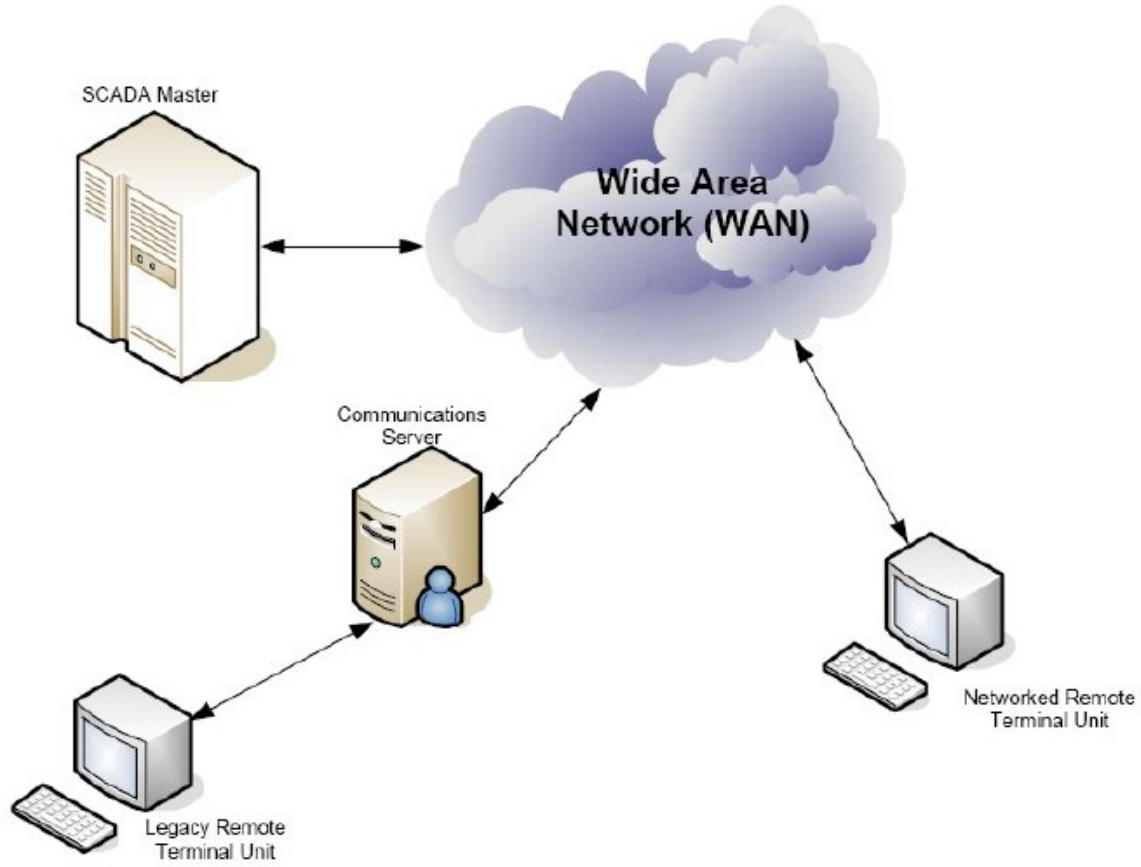 SCADA Master
Wide Area
Network (WAN)
Communications
Server
Networked Remote
Terminal Unit
Legacy Remote
Terminal Unit